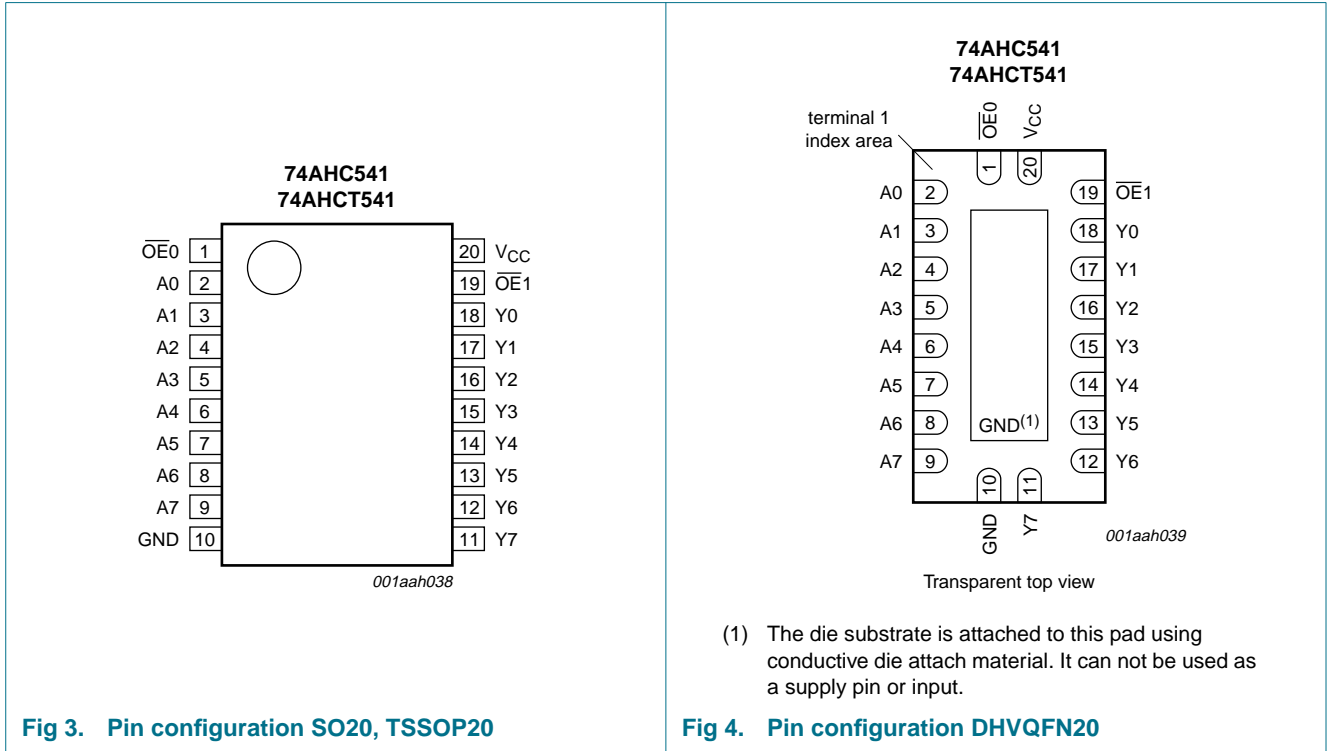 74AHC541
74AHCT541
OE0 1
A0 2
A1 3
A2 4
A3 5
A4 6
A5 7
A6 8
A7 9
GND 10
20 VCC
19 OE1
18 Y0
17 Y1
16 Y2
15 Y3
14 Y4
13 Y5
12 Y6
11 Y7
001aah038
Fig 3. Pin configuration SO20, TSSOP20
74AHC541
74AHCT541
terminal 1
index area
OE0
1
VCC
20
A0 2
A1 3
A2 4
A3 5
A4 6
A5 7
A6 8
A7 9
GND(1)
19 OE1
18 Y0
17 Y1
16 Y2
15 Y3
14 Y4
13 Y5
12 Y6
10
GND
11
Y7
001aah039
Transparent top view
(1) The die substrate is attached to this pad using
conductive die attach material. It can not be used as
a supply pin or input.
Fig 4. Pin configuration DHVQFN20